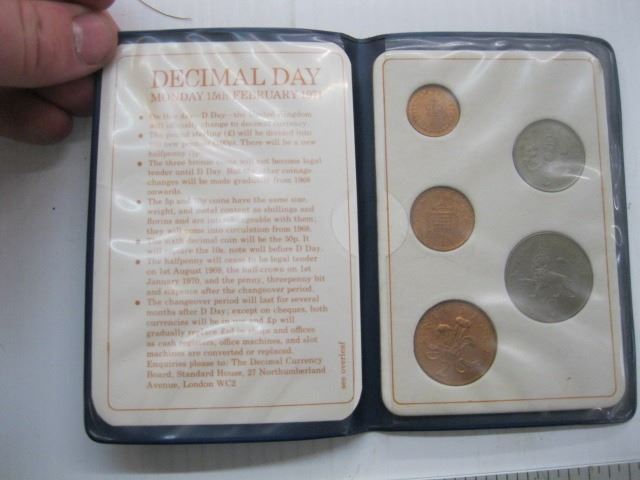 DECIMAL DAY
MONDAY 15th FEBRUARY 1971
On this day—D Day—the United Kingdom
will officially change to decimal currency.
The pound sterling (£) will be divided into
100 new pence (100p). There will be a new
halfpenny
The three bronze coins will not become legal
tender until D Day. But the other coinage
changes will be made gradually from 1968
onwards.
The 5p and 10p coins have the same size,
weight, and metal content as shillings and
florins and are interchangeable with them;
they will come into circulation from 1968.
The sixth decimal coin will be the 50p. It
will replace the 10s. note well before D Day.
The halfpenny will cease to be legal tender
on 1st August 1969, the half-crown on 1st
January 1970, and the penny, threepenny bit
and sixpence after the changeover period.
The changeover period will last for several
months after D Day; except on cheques, both
currencies will be in use and £p will
gradually replace £sd in shops and offices
as cash registers, office machines, and slot
machines are converted or replaced.
Enquiries please to: The Decimal Currency
Board, Standard House, 27 Northumberland
Avenue, London WC2
see overleaf